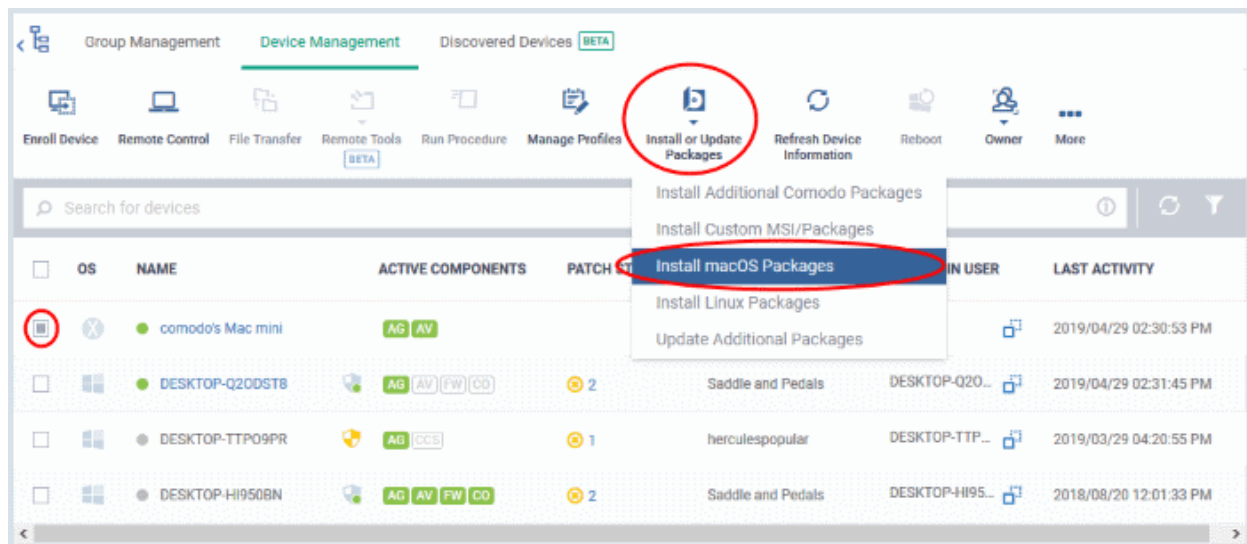 Group Management Device Management Discovered Devices BETA
Enroll Device Remote Control File Transfer Remote Tools BETA Run Procedure Manage Profiles Install or Update Packages Refresh Device Information Reboot Owner More
Search for devices
Install Additional Comodo Packages
Install Custom MSI/Packages
Install macOS Packages
Install Linux Packages
Update Additional Packages
OS NAME ACTIVE COMPONENTS PATCH ST IN USER LAST ACTIVITY
comodo's Mac mini AG AV 2019/04/29 02:30:53 PM
DESKTOP-Q2ODST8 AG AV FW CO 2 Saddle and Pedals DESKTOP-Q2O... 2019/04/29 02:31:45 PM
DESKTOP-TTPO9PR AG CCS 1 herculespopular DESKTOP-TTP... 2019/03/29 04:20:55 PM
DESKTOP-HI950BN AG AV FW CO 2 Saddle and Pedals DESKTOP-HI95... 2018/08/20 12:01:33 PM